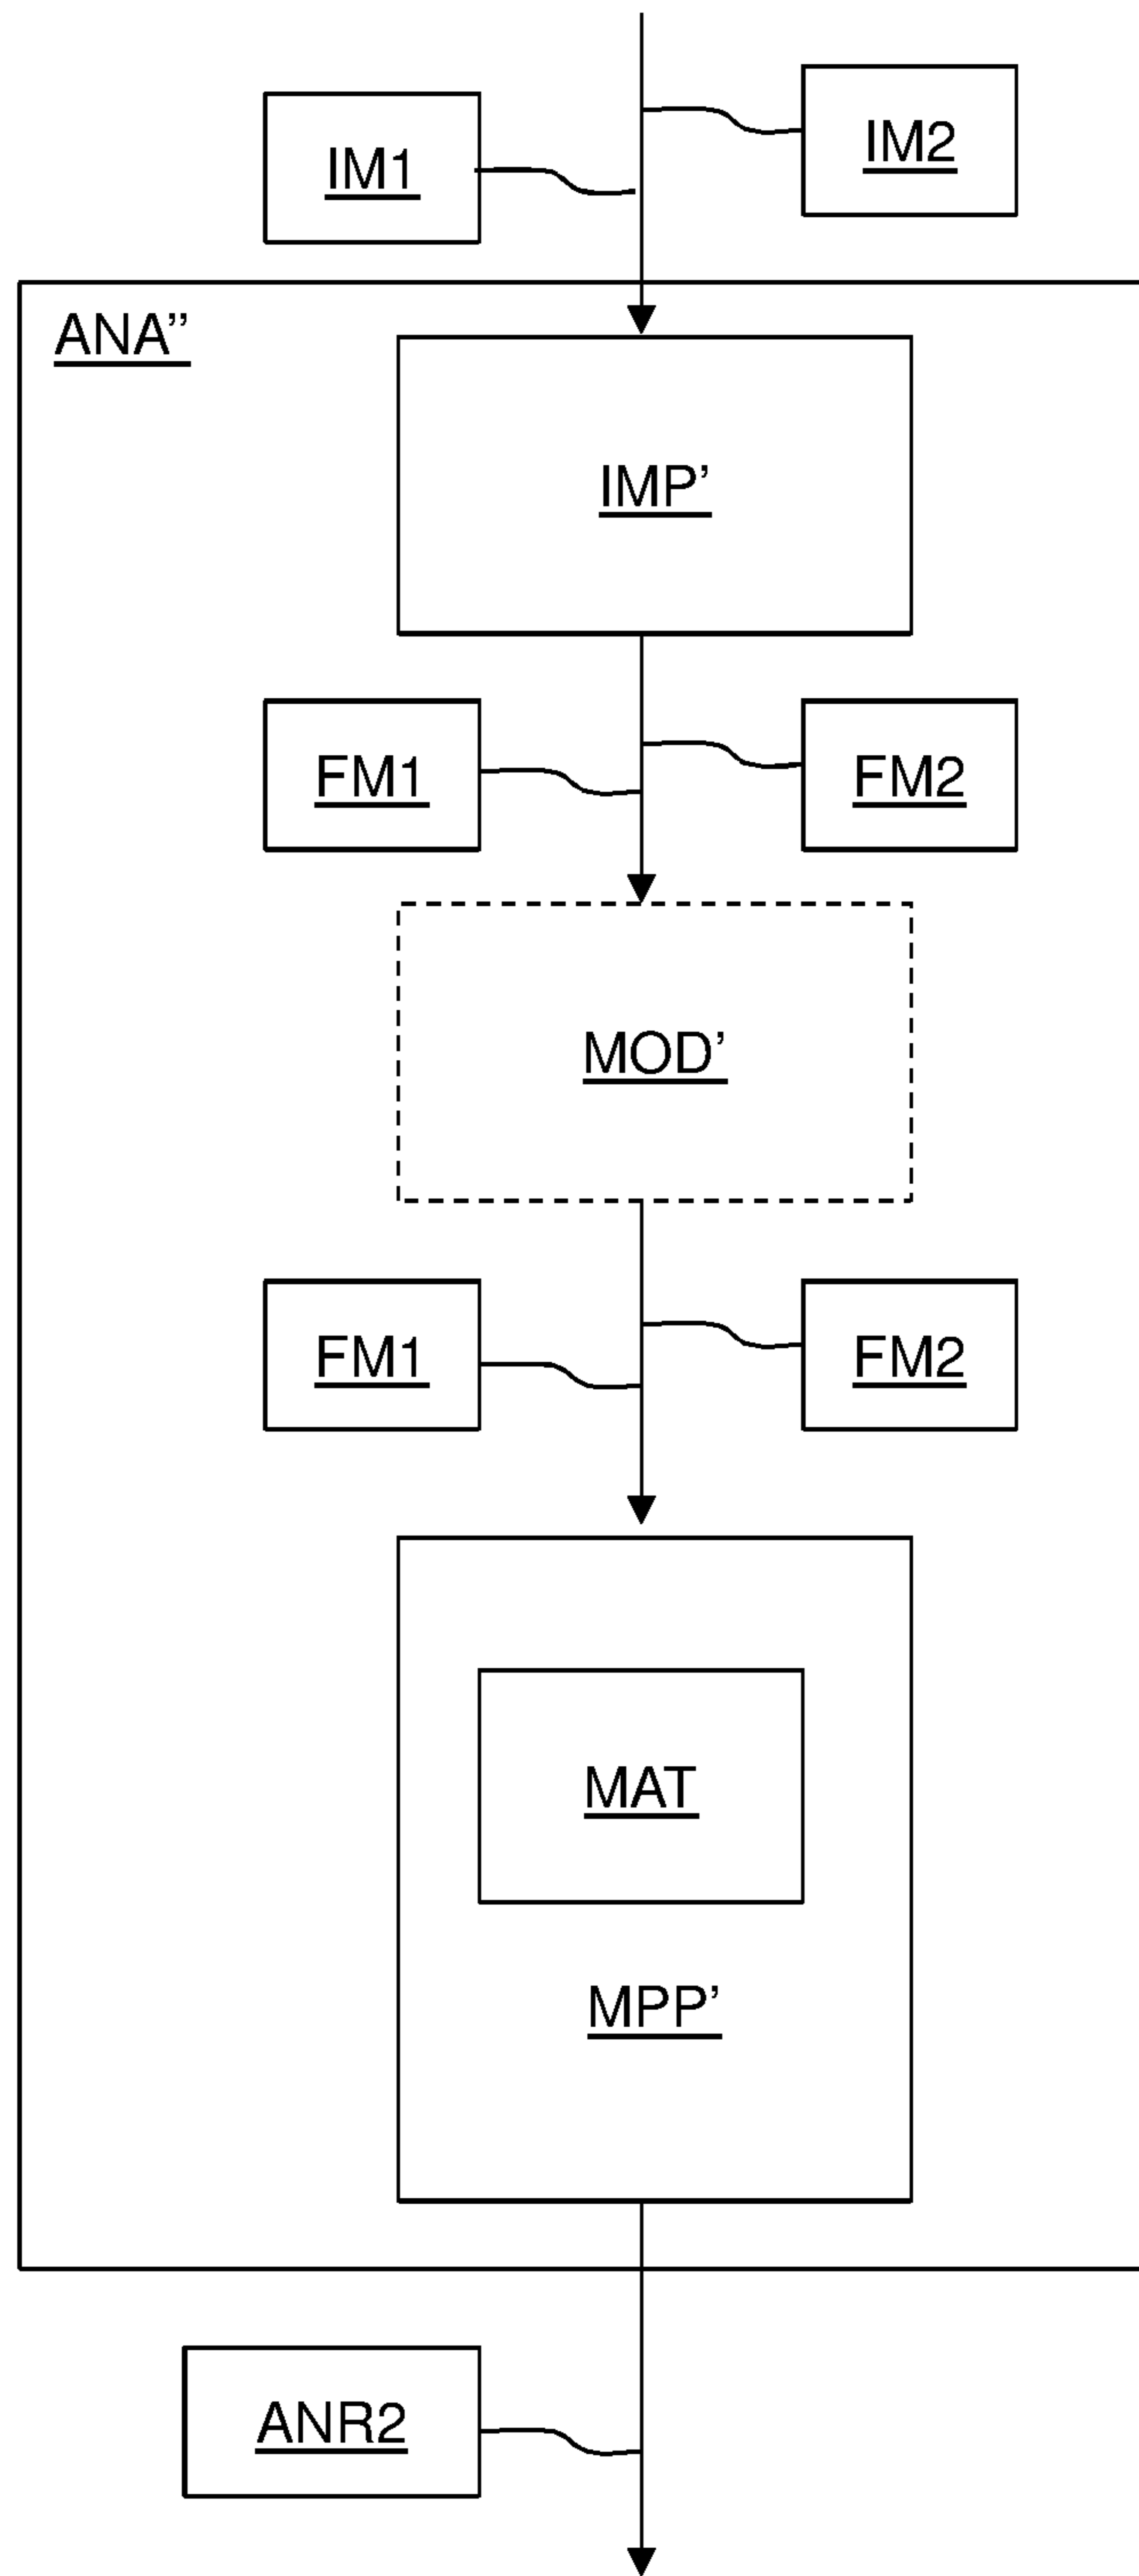 IM1
IM2
ANA’’
IMP’
FM1
FM2
MOD’
FM1
FM2
MAT
MPP’
ANR2